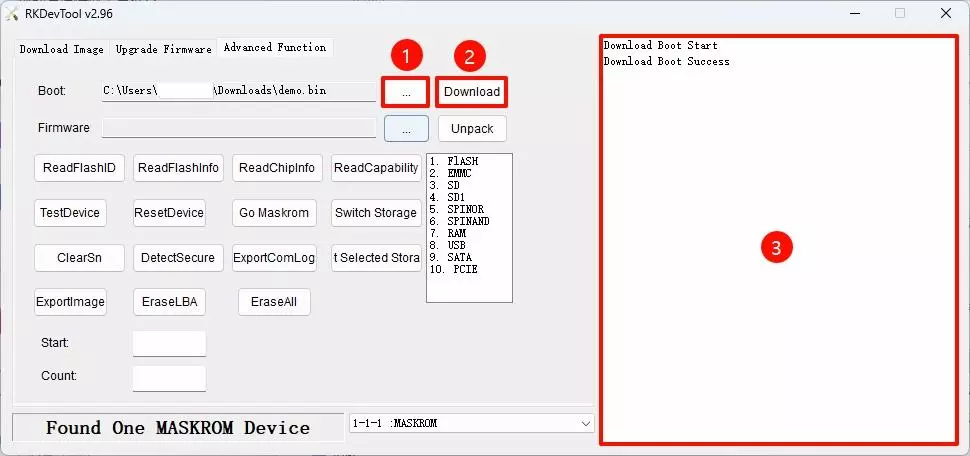 RKDevTool v2.96
Download Image Upgrade Firmware Advanced Function
1 2
Boot: C:\Users\ \Downloads\demo.bin ... Download
Firmware ... Unpack
ReadFlashID ReadFlashInfo ReadChipInfo ReadCapability
TestDevice ResetDevice Go Maskrom Switch Storage
ClearSn DetectSecure ExportComLog t Selected Stora
ExportImage EraseLBA EraseAll
Start:
Count:
1. FlASH
2. EMMC
3. SD
4. SD1
5. SPINOR
6. SPINAND
7. RAM
8. USB
9. SATA
10. PCIE
Found One MASKROM Device 1-1-1 :MASKROM
Download Boot Start
Download Boot Success
3